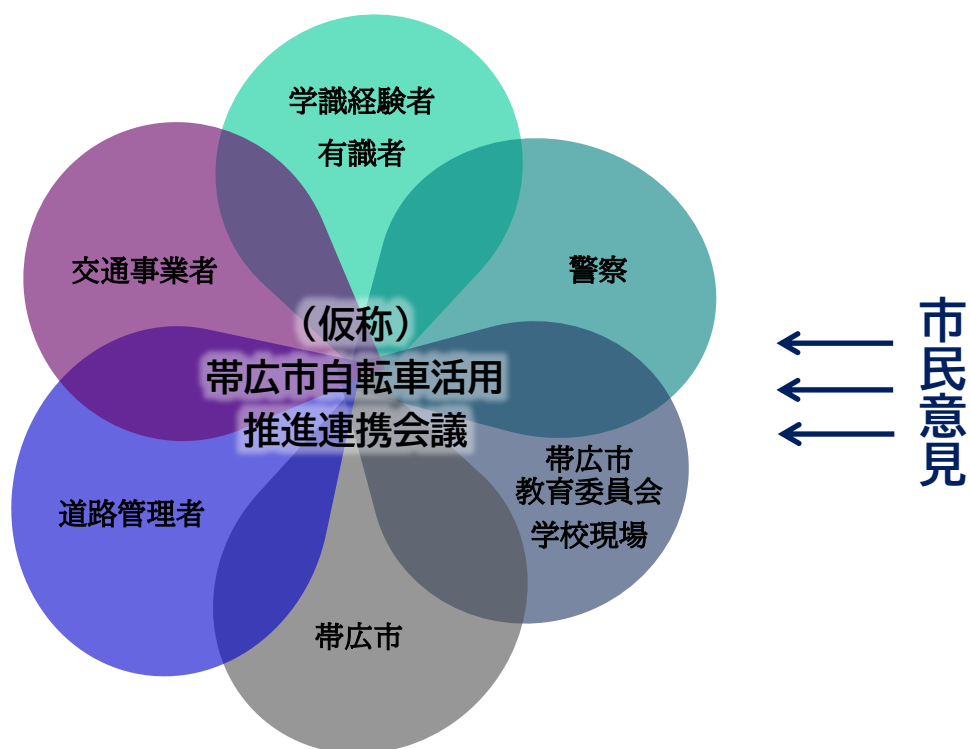 学識経験者
有識者
交通事業者
警察
(仮称)
帯広市自転車活用
推進連携会議
市民意見
帯広市
教育委員会
学校現場
道路管理者
帯広市